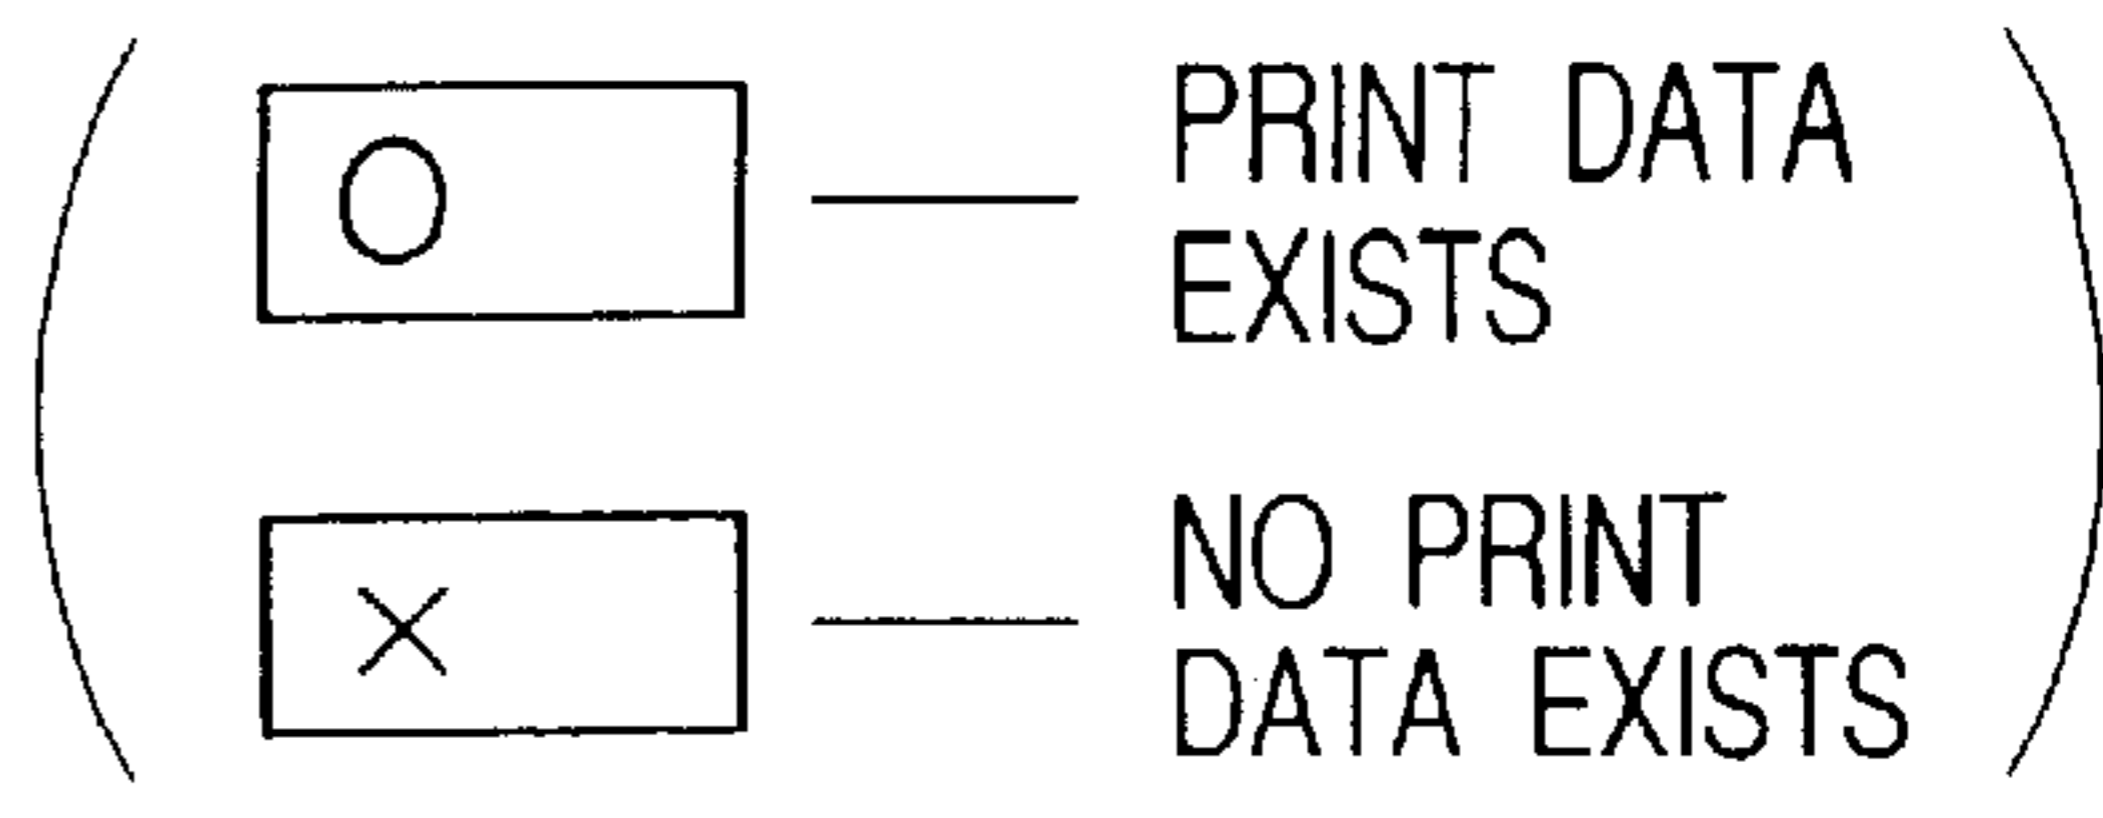 O
PRINT DATA
EXISTS
X
NO PRINT
DATA EXISTS